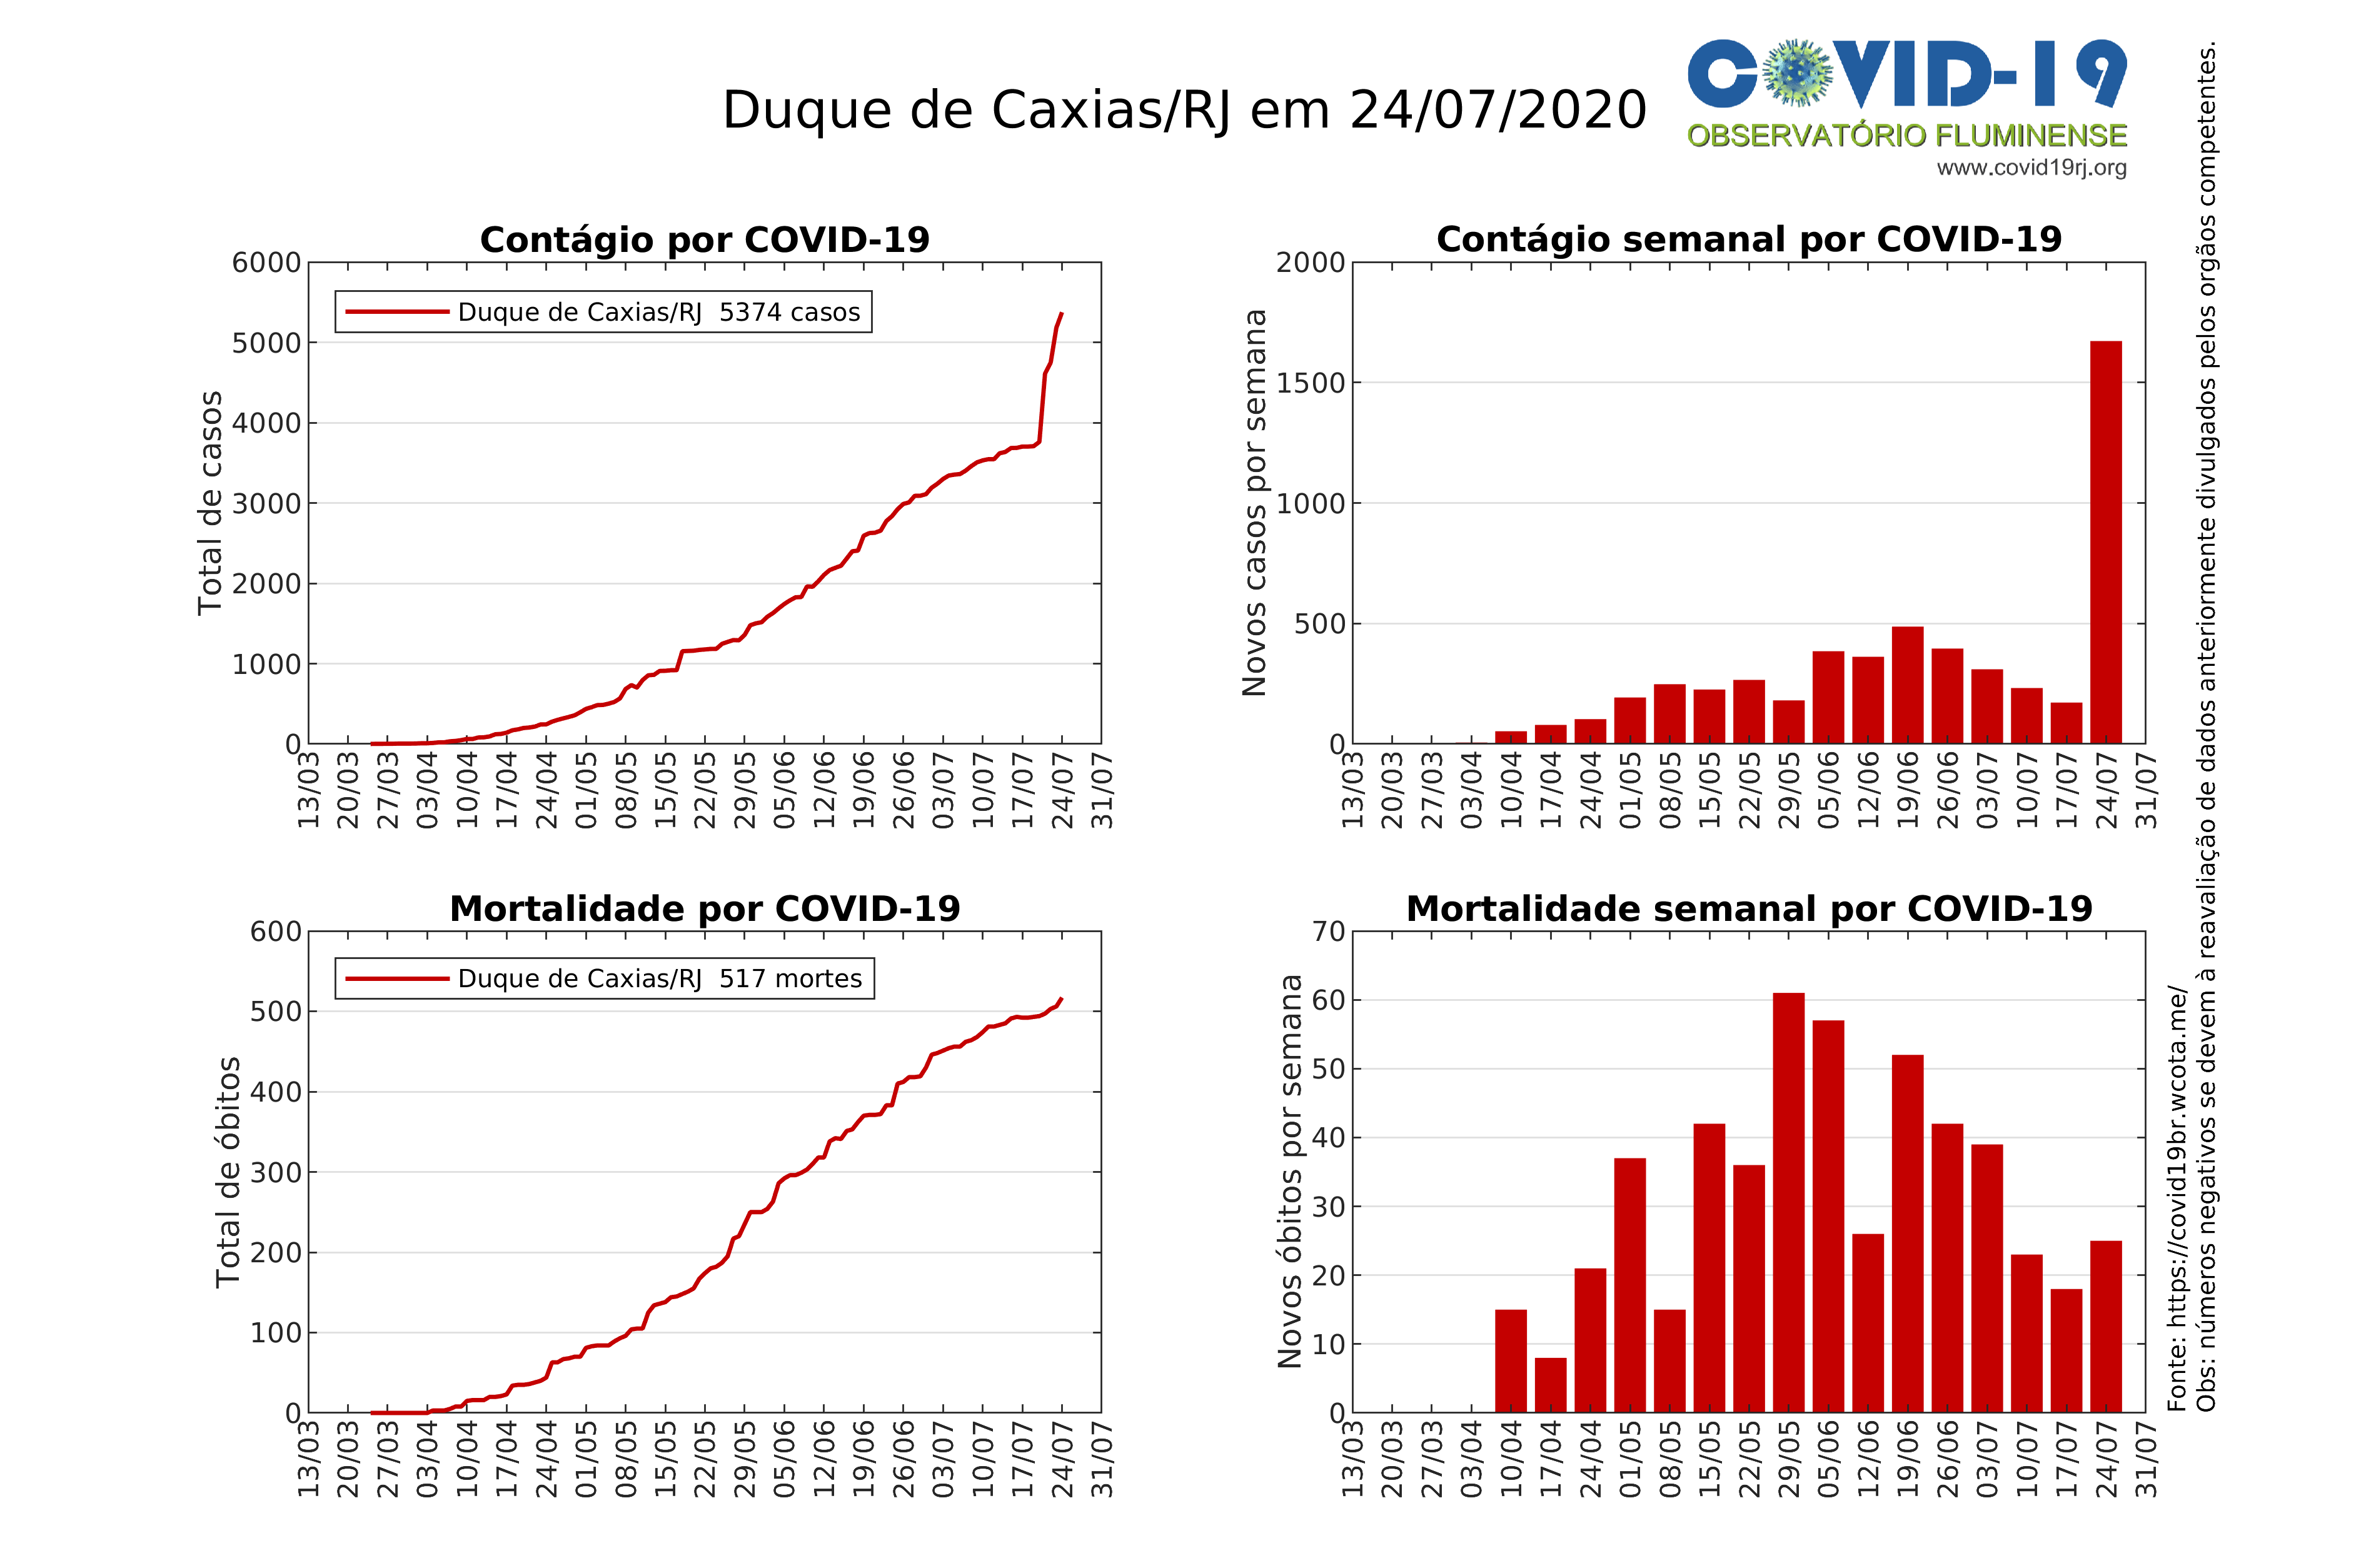 Duque de Caxias/RJ em 24/07/2020
COVID-19
OBSERVATÓRIO FLUMINENSE
www.covid19rj.org
Contágio por COVID-19
Total de casos
6000
5000
4000
3000
2000
1000
0
Duque de Caxias/RJ 5374 casos
13/03 20/03 27/03 03/04 10/04 17/04 24/04 01/05 08/05 15/05 22/05 29/05 05/06 12/06 19/06 26/06 03/07 10/07 17/07 24/07 31/07
Contágio semanal por COVID-19
Novos casos por semana
2000
1500
1000
500
0
13/03 20/03 27/03 03/04 10/04 17/04 24/04 01/05 08/05 15/05 22/05 29/05 05/06 12/06 19/06 26/06 03/07 10/07 17/07 24/07 31/07
Mortalidade por COVID-19
Total de óbitos
600
500
400
300
200
100
0
Duque de Caxias/RJ 517 mortes
13/03 20/03 27/03 03/04 10/04 17/04 24/04 01/05 08/05 15/05 22/05 29/05 05/06 12/06 19/06 26/06 03/07 10/07 17/07 24/07 31/07
Mortalidade semanal por COVID-19
Novos óbitos por semana
70
60
50
40
30
20
10
0
13/03 20/03 27/03 03/04 10/04 17/04 24/04 01/05 08/05 15/05 22/05 29/05 05/06 12/06 19/06 26/06 03/07 10/07 17/07 24/07 31/07
Fonte: https://covid19br.wcota.me/
Obs: números negativos se devem à reavaliação de dados anteriormente divulgados pelos orgãos competentes.